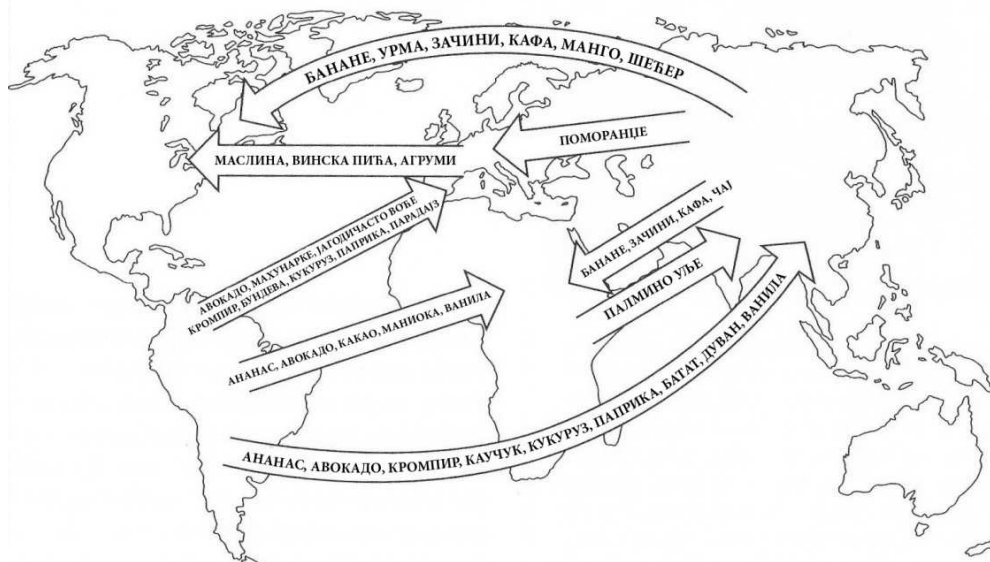 БАНАНЕ, УРМА, ЗАЧИНИ, КАФА, МАНГО, ШЕЋЕР
ПОМОРАНЏЕ
МАСЛИНА, ВИНСКА ПИЋА, АГРУМИ
АВОКАДО, МАХУНАРКЕ, ЈАГОДИЧАСТО ВОЋЕ
КРОМПИР, БУНДЕВА, КУКУРУЗ, ПАПРИКА, ПАРАДАЈЗ
БАНАНЕ, ЗАЧИНИ, КАФА, ЧАЈ
ПАЛМИНО УЉЕ
АНАНАС, АВОКАДО, КАКАО, МАНИОКА, ВАНИЛА
АНАНАС, АВОКАДО, КРОМПИР, КАУЧУК, КУКУРУЗ, ПАПРИКА, БАТАТ, ДУВАН, ВАНИЛА